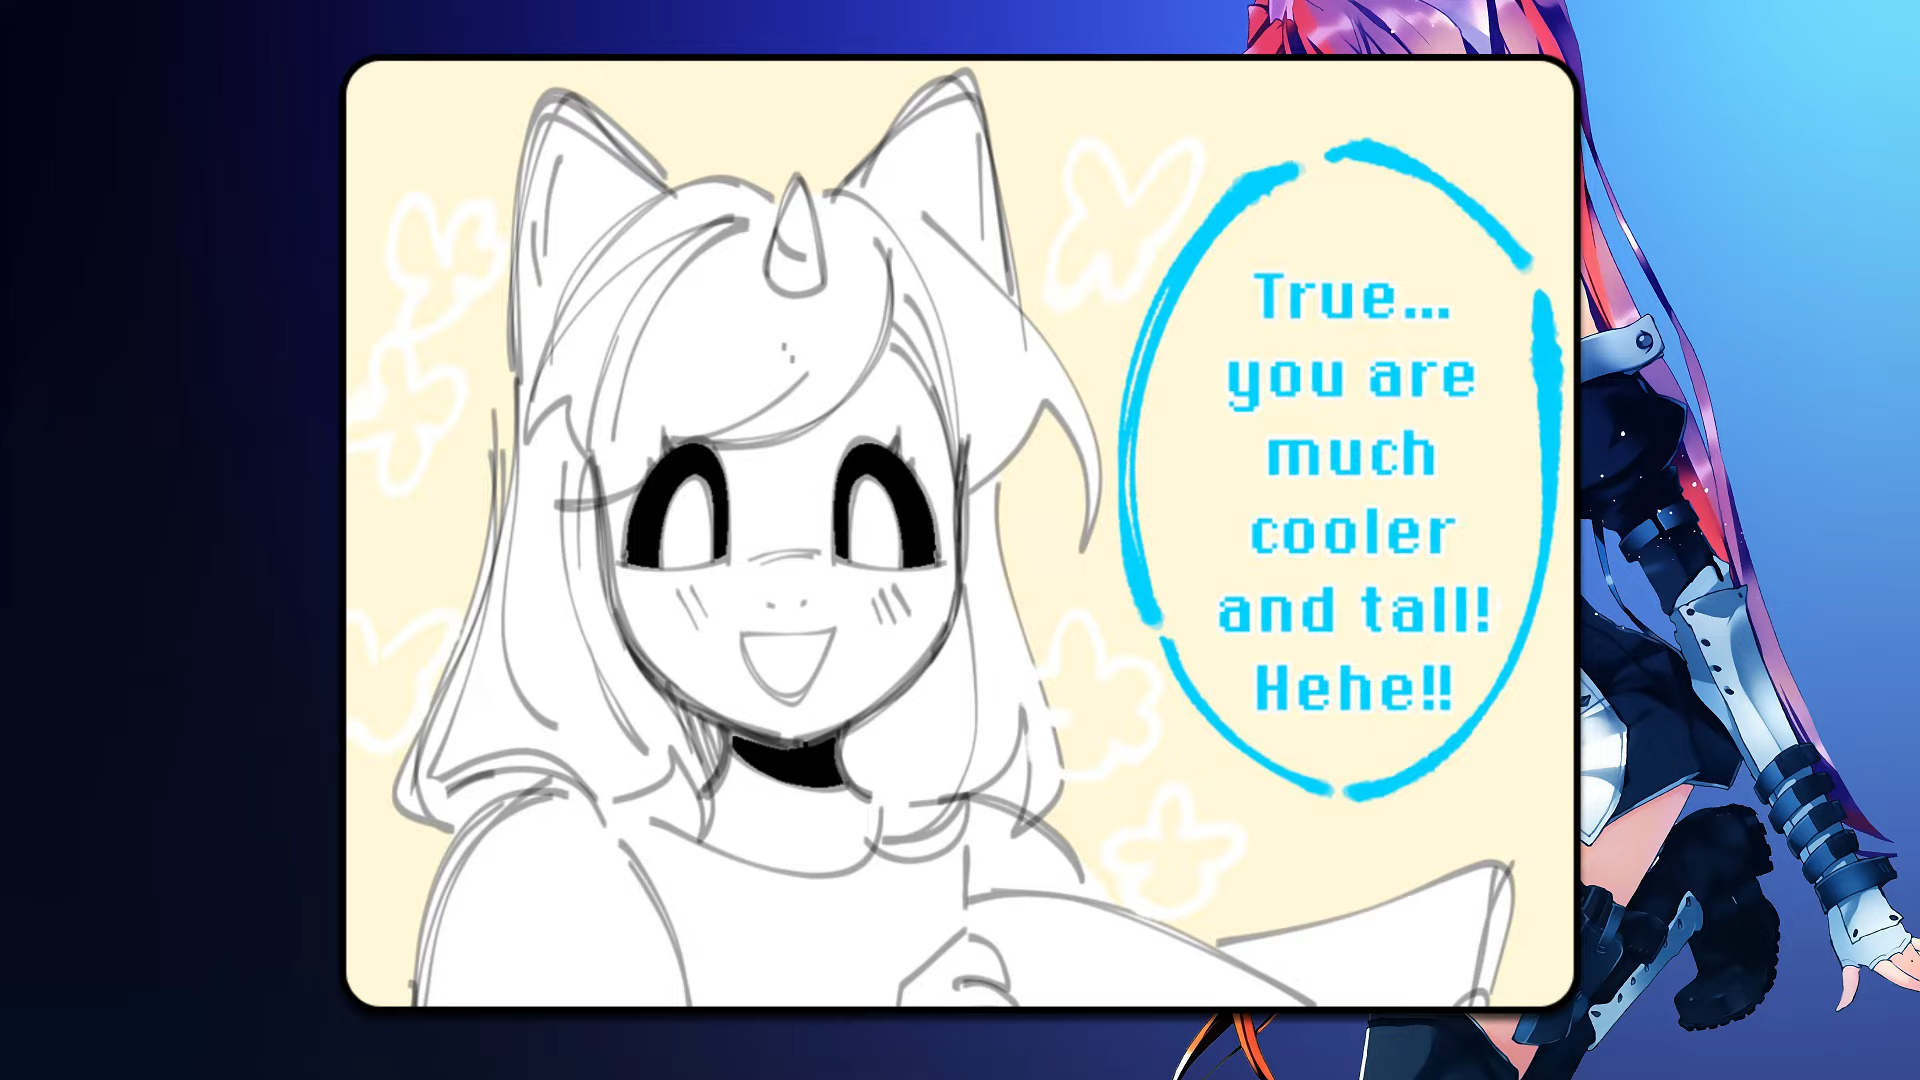 True...
you are
much
cooler
and tall!
Hehe!!